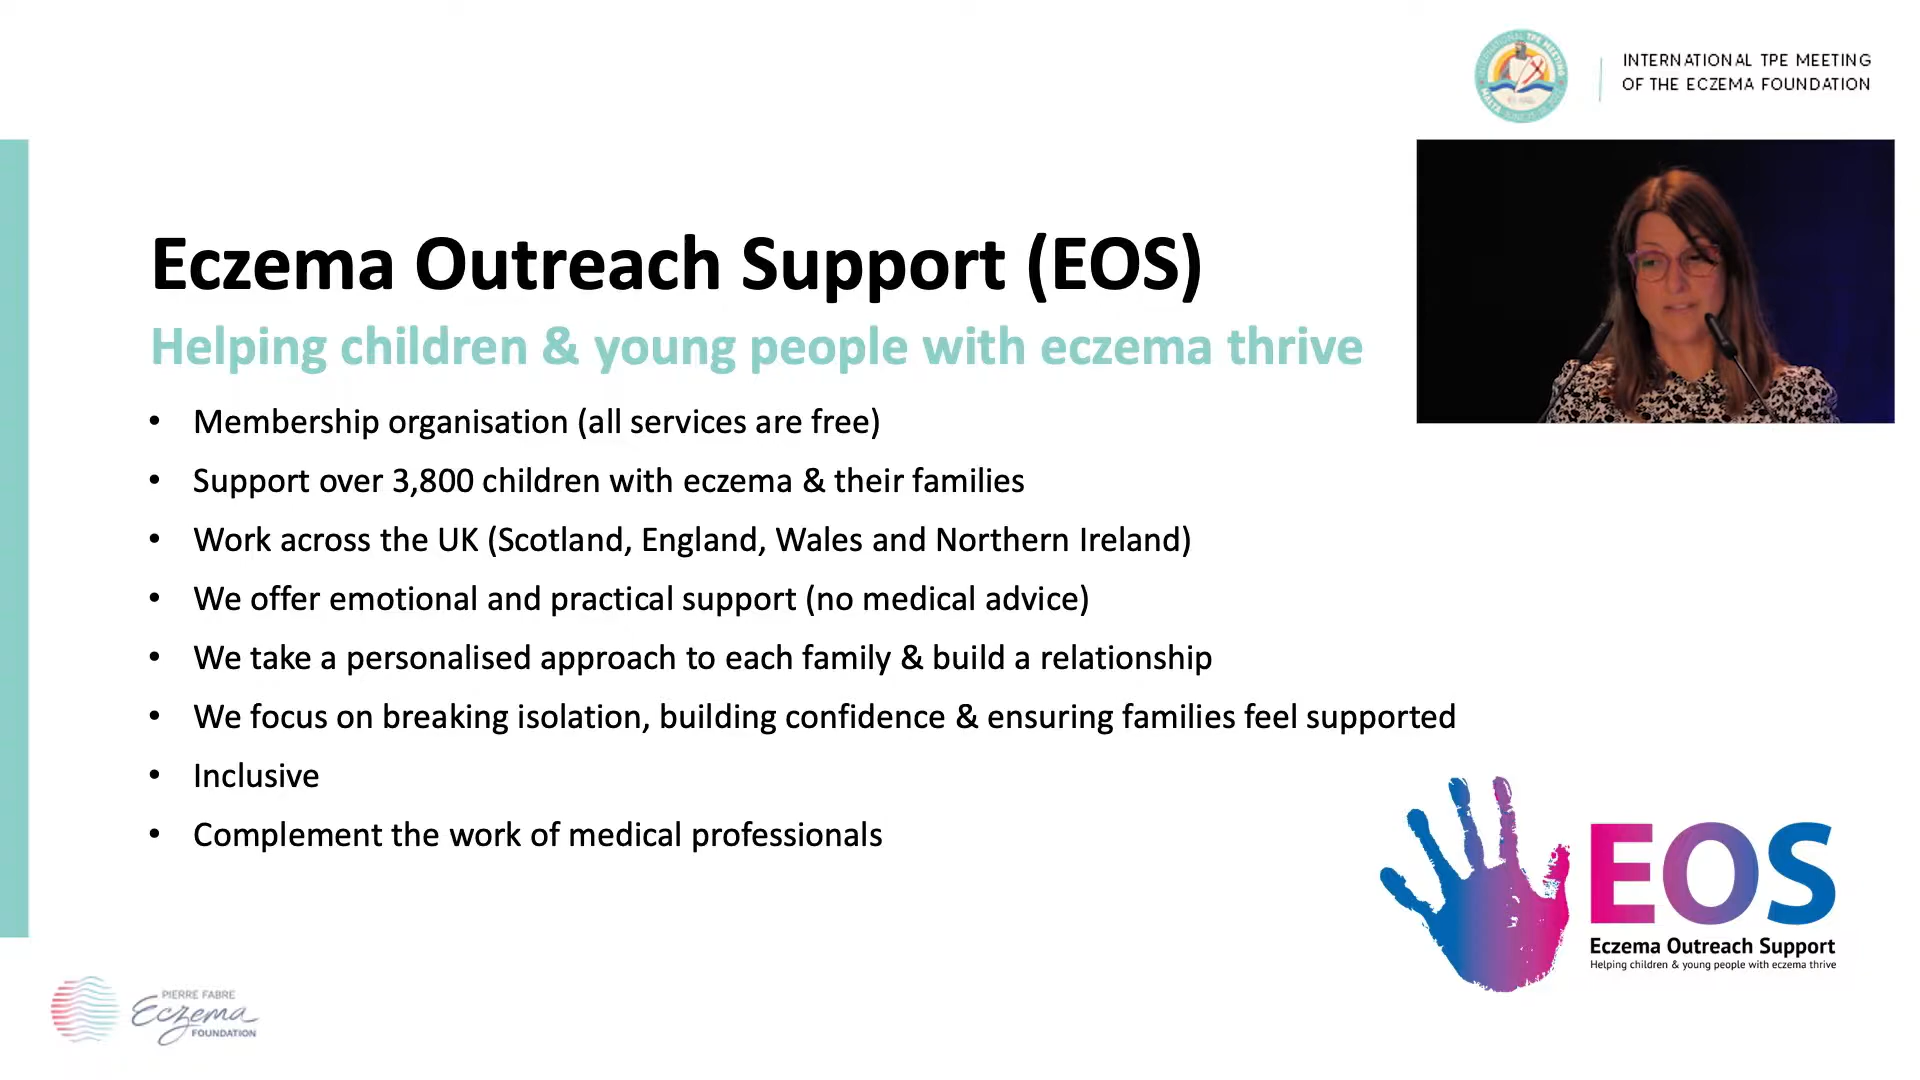 INTERNATIONAL TPE MEETING
MALTA
INTERNATIONAL TPE MEETING
OF THE ECZEMA FOUNDATION
Eczema Outreach Support (EOS)
Helping children & young people with eczema thrive
• Membership organisation (all services are free)
• Support over 3,800 children with eczema & their families
• Work across the UK (Scotland, England, Wales and Northern Ireland)
• We offer emotional and practical support (no medical advice)
• We take a personalised approach to each family & build a relationship
• We focus on breaking isolation, building confidence & ensuring families feel supported
• Inclusive
• Complement the work of medical professionals
EOS
Eczema Outreach Support
Helping children & young people with eczema thrive
PIERRE FABRE
Eczema
FOUNDATION